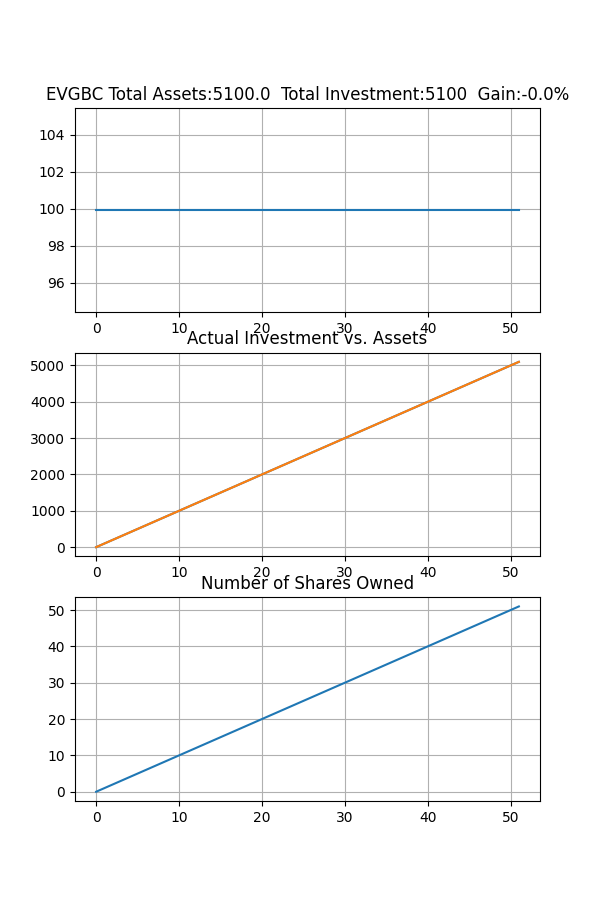 EVGBC Total Assets:5100.0  Total Investment:5100  Gain:-0.0%
104
102
100
98
96
0 10 20 30 40 50
Actual Investment vs. Assets
5000
4000
3000
2000
1000
0
0 10 20 30 40 50
Number of Shares Owned
50
40
30
20
10
0
0 10 20 30 40 50